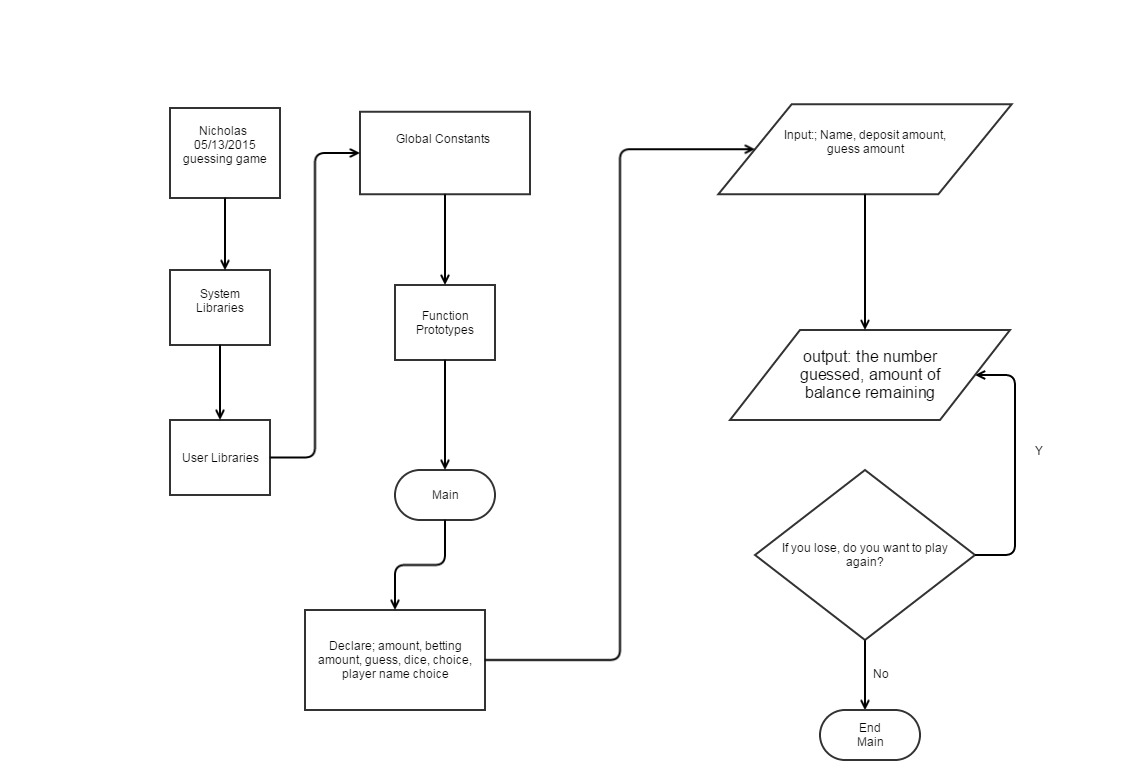 Nicholas
05/13/2015
guessing game
System
Libraries
User Libraries
Global Constants
Function
Prototypes
Main
Declare; amount, betting
amount, guess, dice, choice,
player name choice
Input:; Name, deposit amount,
guess amount
output: the number
guessed, amount of
balance remaining
Y
If you lose, do you want to play
again?
No
End
Main